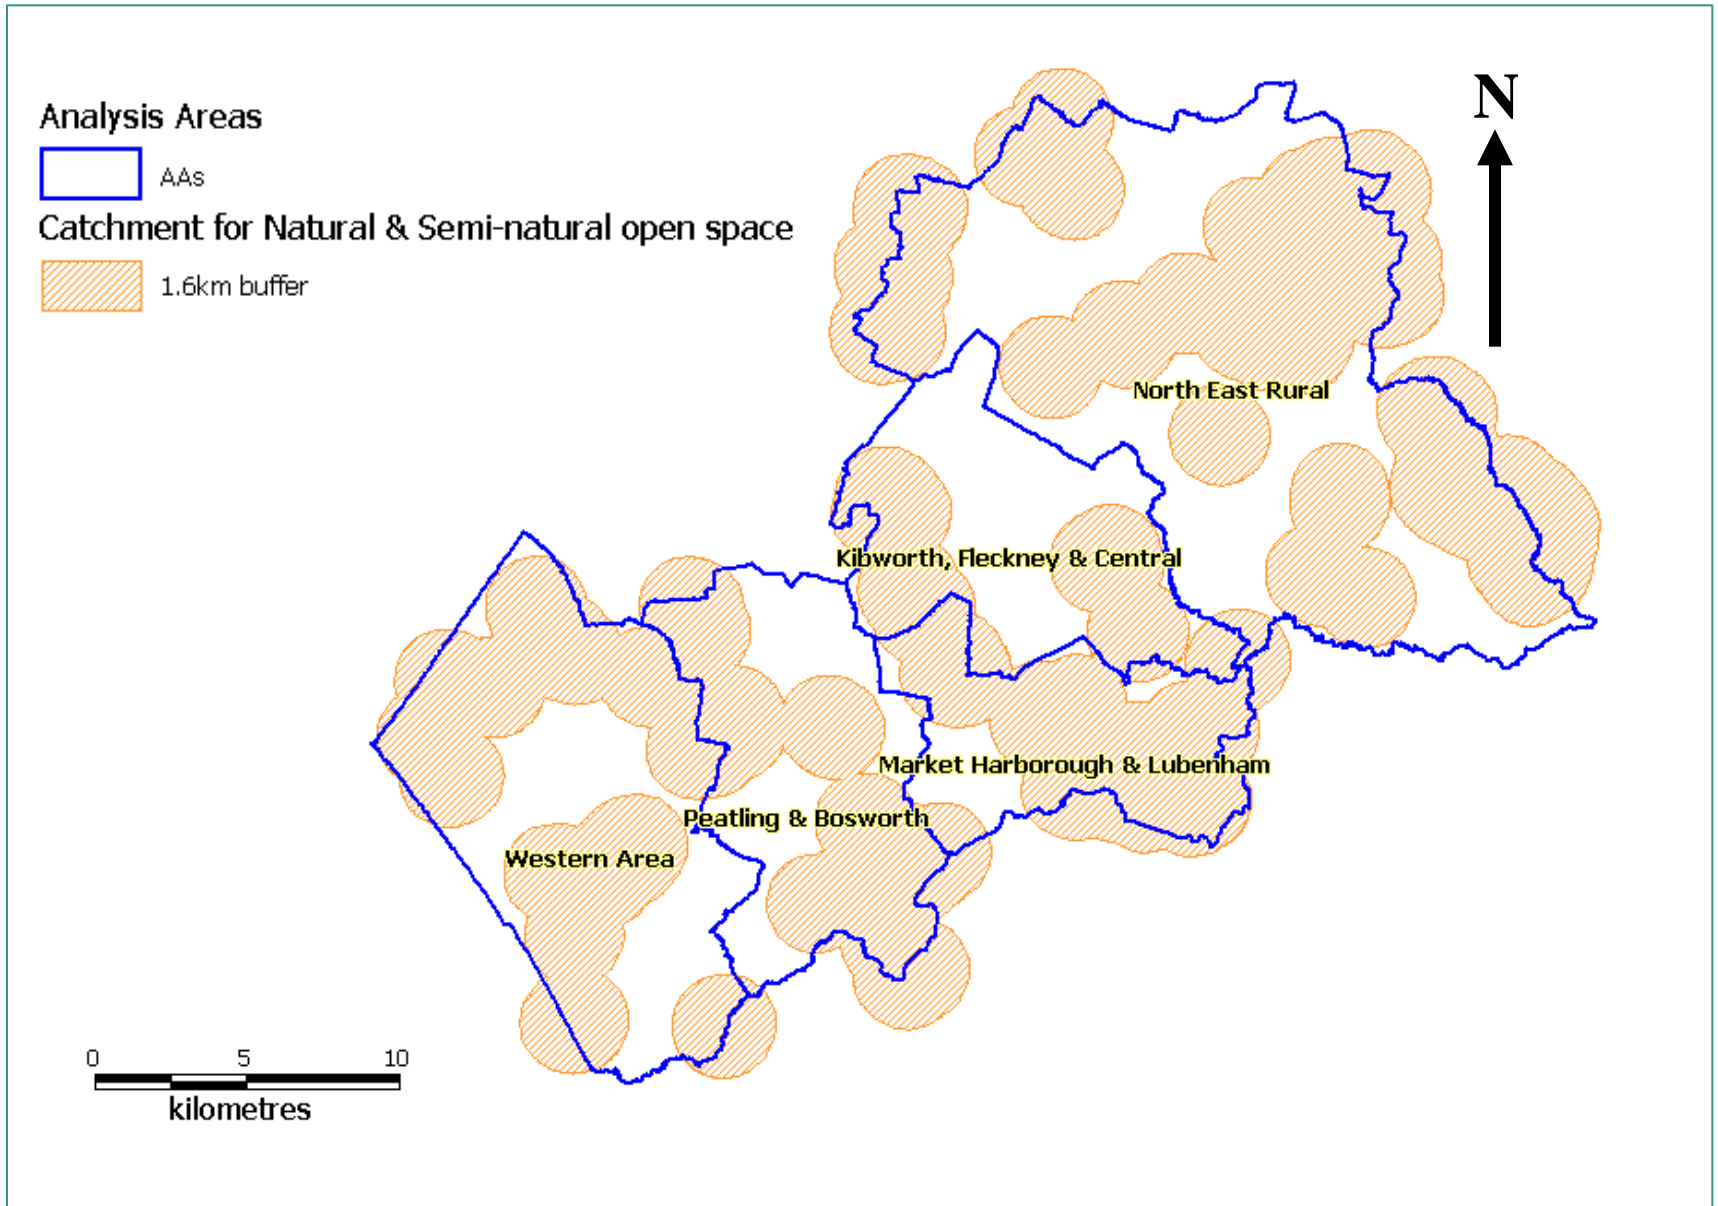 N
Analysis Areas
AAs
Catchment for Natural & Semi-natural open space
1.6km buffer
North East Rural
Kibworth, Fleckney & Central
Market Harborough & Lubenham
Peatling & Bosworth
Western Area
0 5 10
kilometres